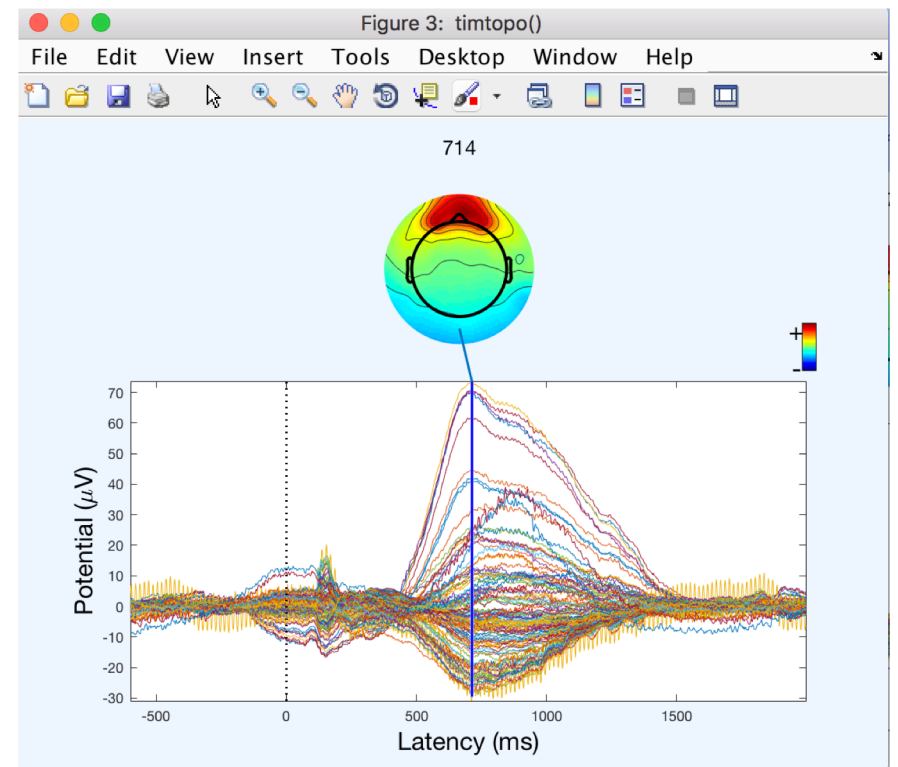 Figure 3: timtopo()
File Edit View Insert Tools Desktop Window Help
714
+
-
70
60
50
40
30
20
10
0
-10
-20
-30
Potential (μV)
-500 0 500 1000 1500
Latency (ms)